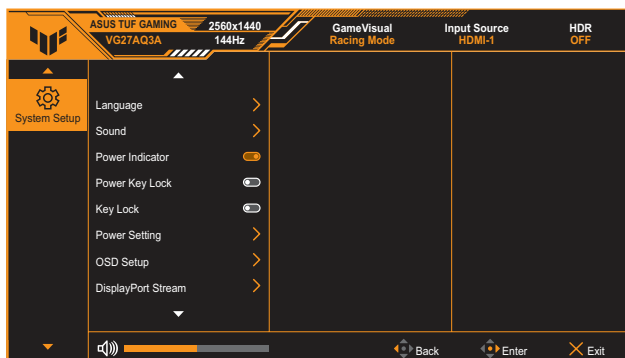 ASUS TUF GAMING 2560x1440 GameVisual Input Source HDR
VG27AQ3A 144Hz Racing Mode HDMI-1 OFF
System Setup
Language
Sound
Power Indicator
Power Key Lock
Key Lock
Power Setting
OSD Setup
DisplayPort Stream
Back Enter Exit